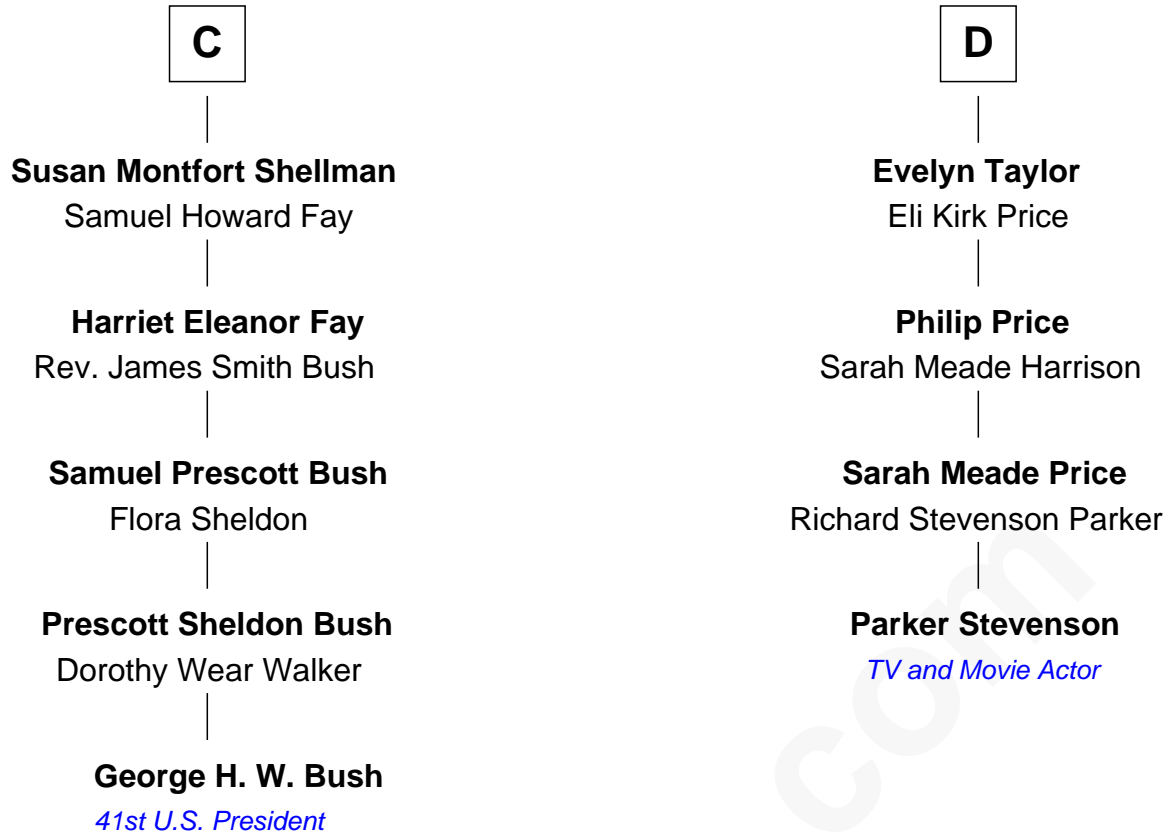 C
Susan Montfort Shellman
Samuel Howard Fay
Harriet Eleanor Fay
Rev. James Smith Bush
Samuel Prescott Bush
Flora Sheldon
Prescott Sheldon Bush
Dorothy Wear Walker
George H. W. Bush
41st U.S. President
D
Evelyn Taylor
Eli Kirk Price
Philip Price
Sarah Meade Harrison
Sarah Meade Price
Richard Stevenson Parker
Parker Stevenson
TV and Movie Actor
com